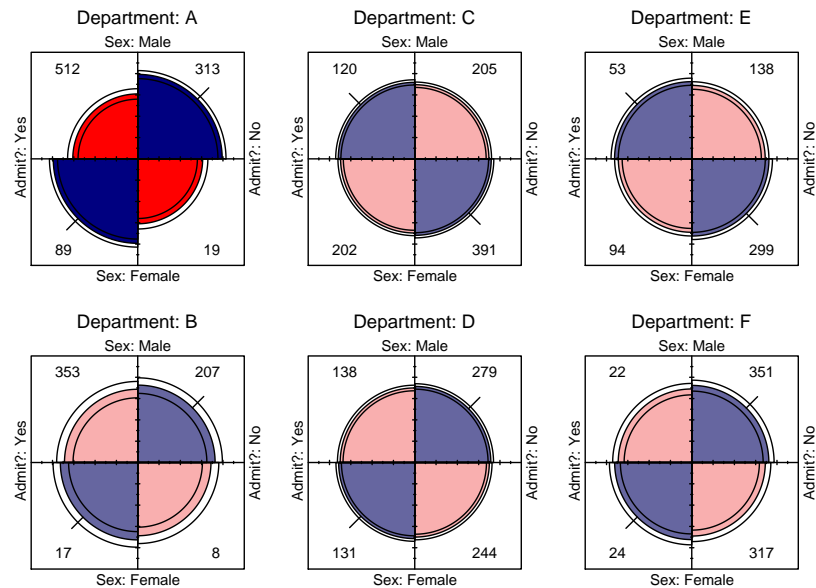 Department: A
Sex: Male
512 313
Admit?: Yes
Admit?: No
89 19
Sex: Female
Department: C
Sex: Male
120 205
Admit?: Yes
Admit?: No
202 391
Sex: Female
Department: E
Sex: Male
53 138
Admit?: Yes
Admit?: No
94 299
Sex: Female
Department: B
Sex: Male
353 207
Admit?: Yes
Admit?: No
17 8
Sex: Female
Department: D
Sex: Male
138 279
Admit?: Yes
Admit?: No
131 244
Sex: Female
Department: F
Sex: Male
22 351
Admit?: Yes
Admit?: No
24 317
Sex: Female